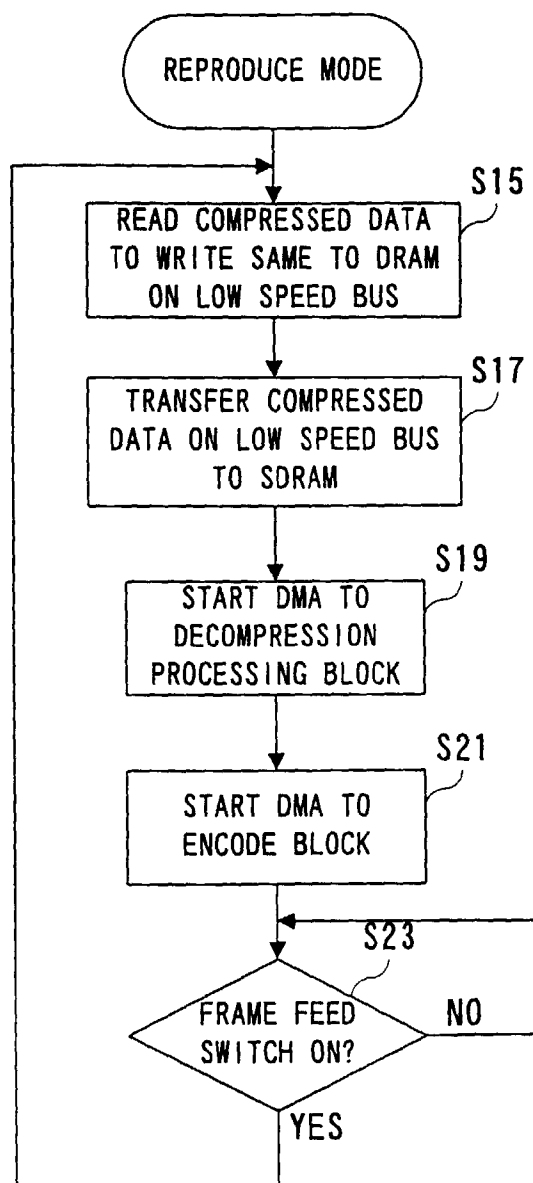 REPRODUCE MODE
S15
READ COMPRESSED DATA
TO WRITE SAME TO DRAM
ON LOW SPEED BUS
S17
TRANSFER COMPRESSED
DATA ON LOW SPEED BUS
TO SDRAM
S19
START DMA TO
DECOMPRESSION
PROCESSING BLOCK
S21
START DMA TO
ENCODE BLOCK
S23
FRAME FEED
SWITCH ON?
NO
YES